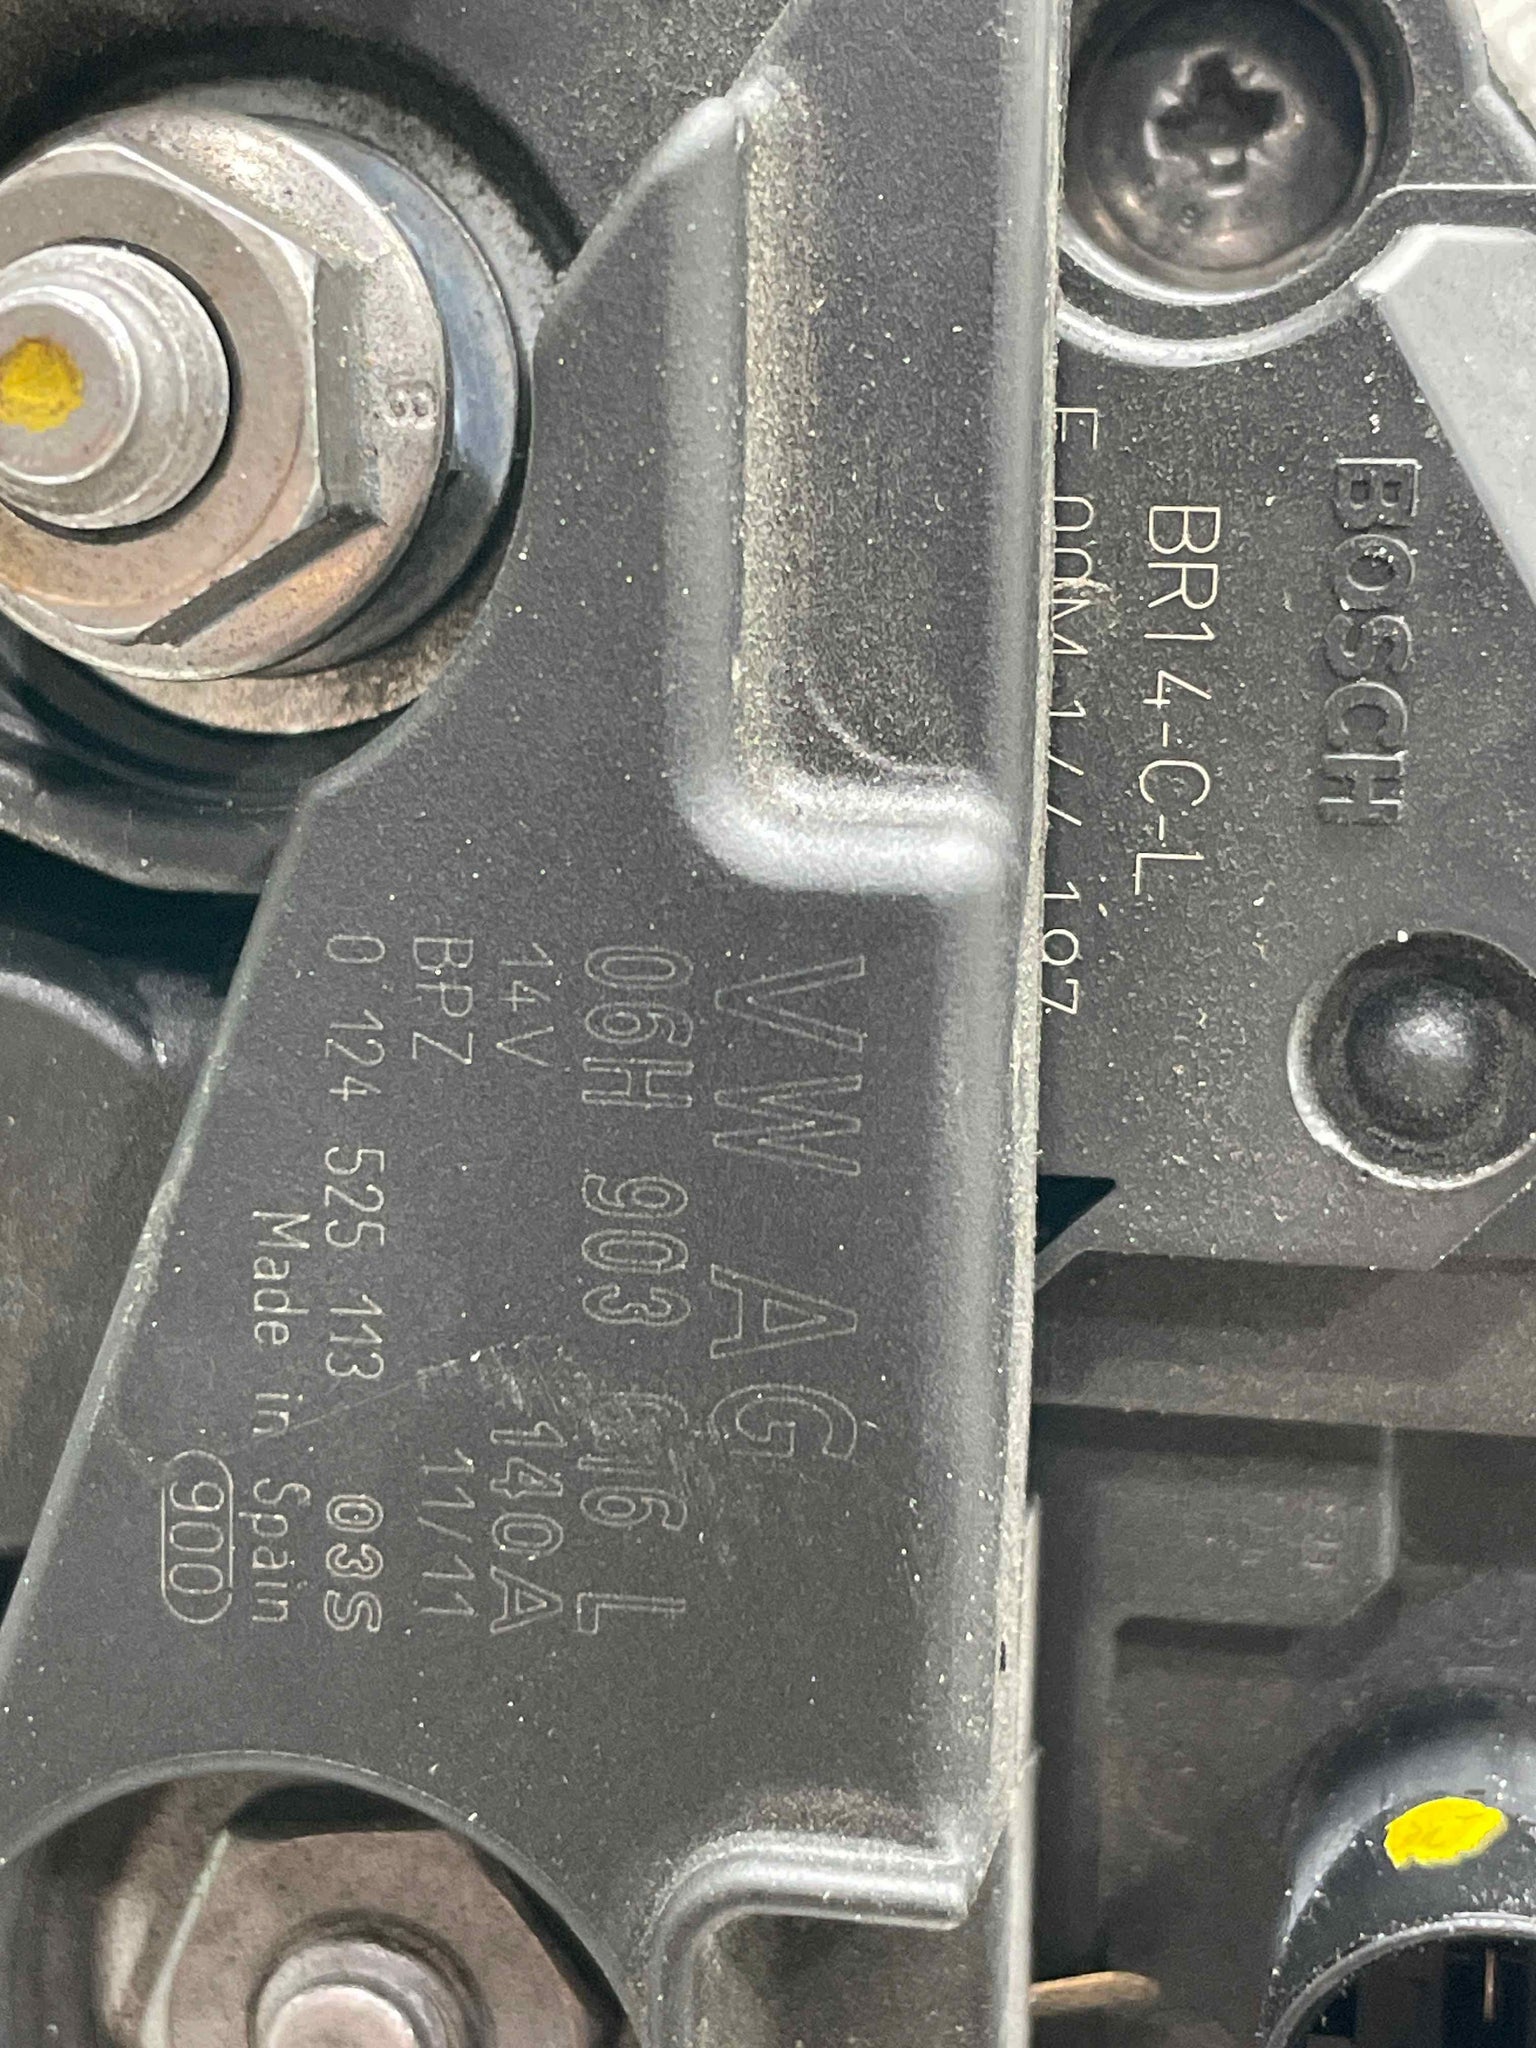 BOSCH
BR14-C-L
VW AG
06H 903 016 L
14V 140A
BPZ 11/11
0 124 525 113 03S
Made in Spain
900
8